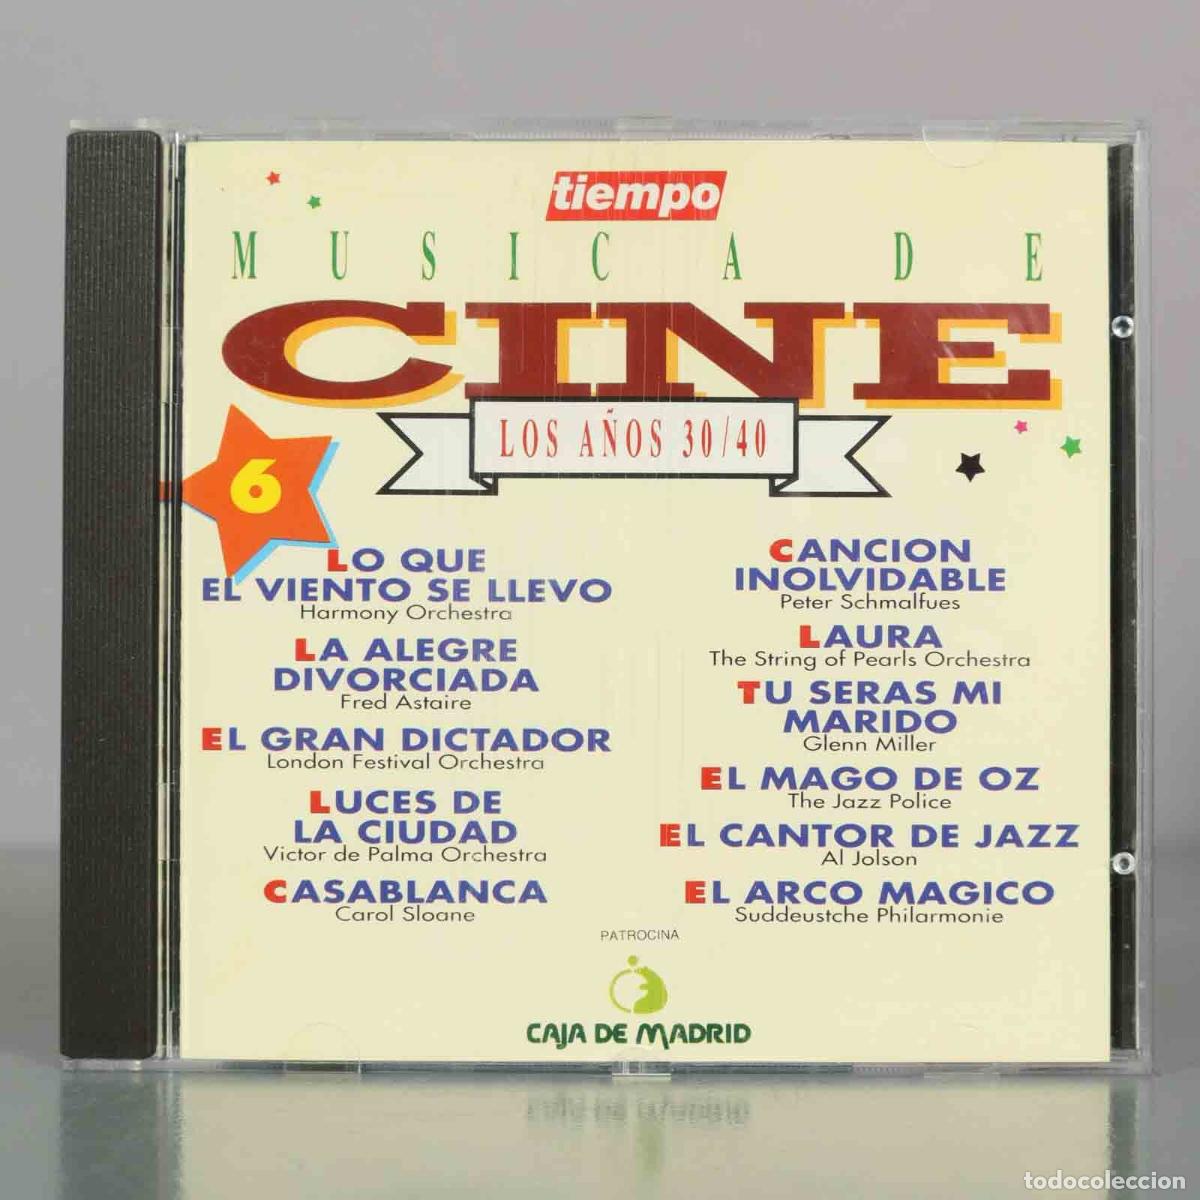 tiempo
MUSICA DE
CINE
LOS AÑOS 30/40
6
LO QUE
EL VIENTO SE LLEVO
Harmony Orchestra
LA ALEGRE
DIVORCIADA
Fred Astaire
EL GRAN DICTADOR
London Festival Orchestra
LUCES DE
LA CIUDAD
Victor de Palma Orchestra
CASABLANCA
Carol Sloane
CANCION
INOLVIDABLE
Peter Schmalfues
LAURA
The String of Pearls Orchestra
TU SERAS MI
MARIDO
Glenn Miller
EL MAGO DE OZ
The Jazz Police
EL CANTOR DE JAZZ
Al Jolson
EL ARCO MAGICO
Suddeustche Philarmonie
PATROCINA
CAJA DE MADRID
todocoleccion